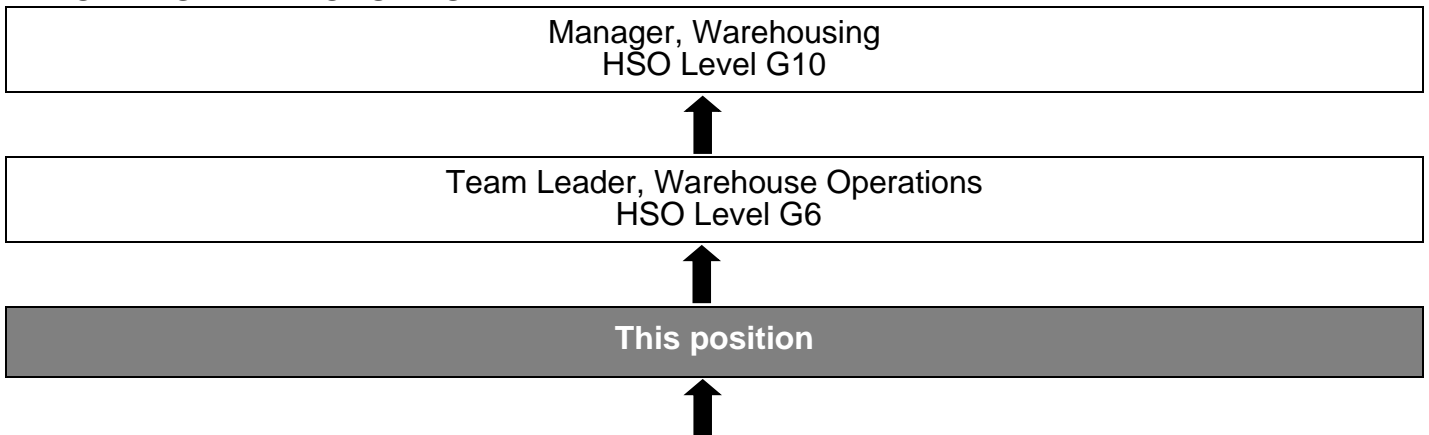 Manager, Warehousing
HSO Level G10
Team Leader, Warehouse Operations
HSO Level G6
This position